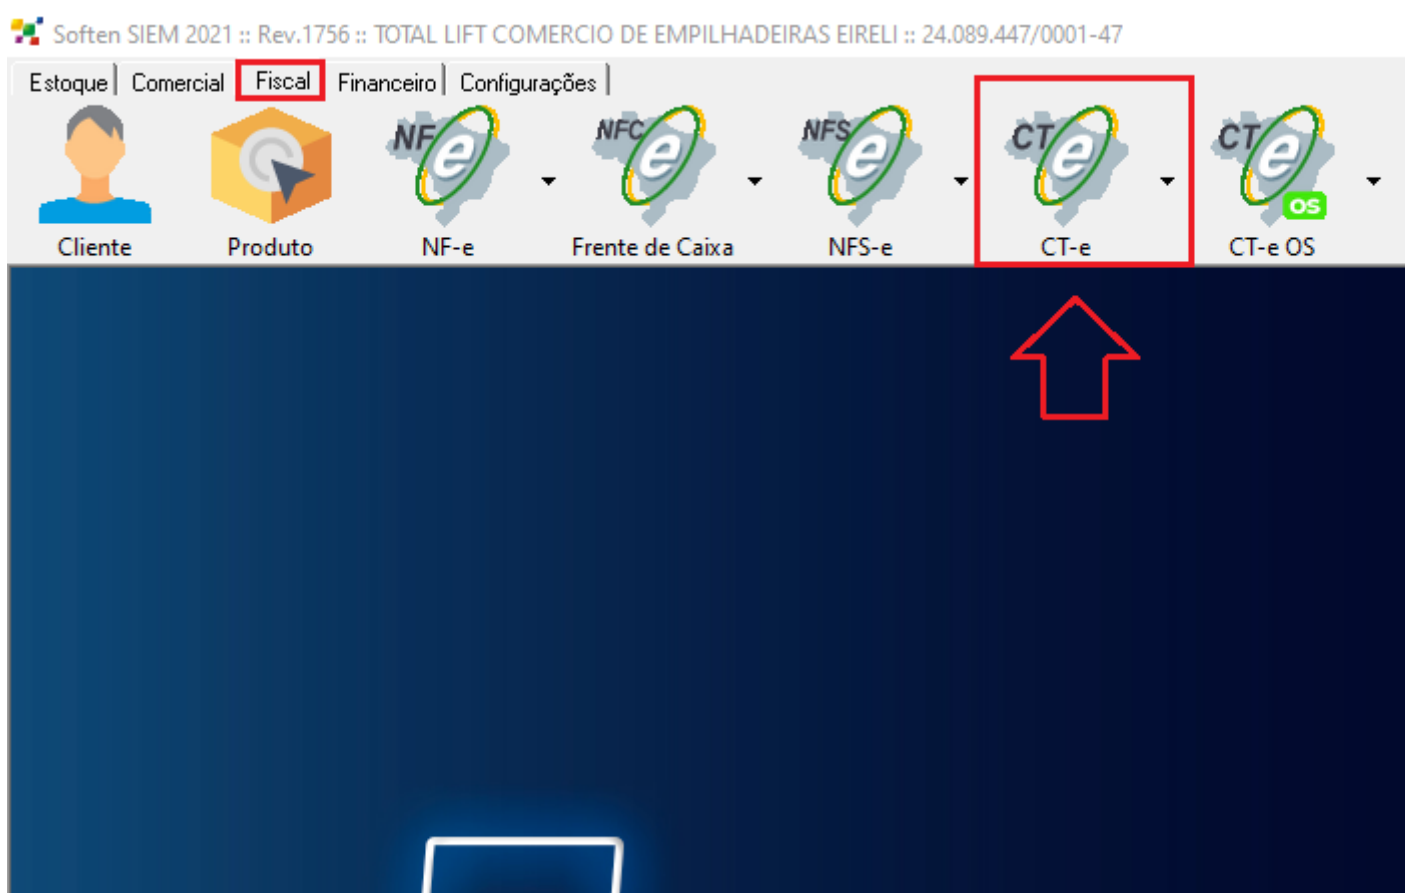 Soften SIEM 2021 :: Rev.1756 :: TOTAL LIFT COMERCIO DE EMPILHADEIRAS EIRELI :: 24.089.447/0001-47
Estoque Comercial Fiscal Financeiro Configurações
NF e NFC e NFS e CT e CT e OS
Cliente Produto NF-e Frente de Caixa NFS-e CT-e CT-e OS